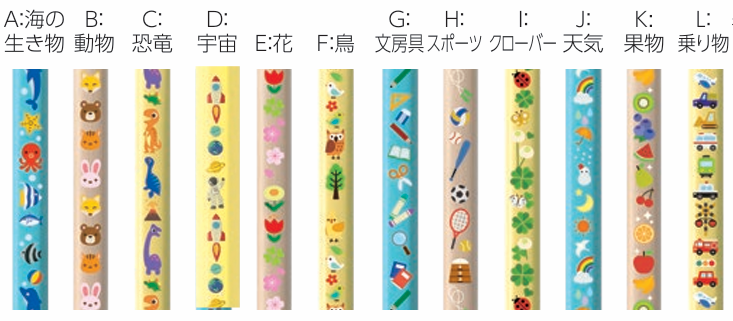 A:海の
生き物
B:
動物
C:
恐竜
D:
宇宙
E:花
F:鳥
G:
文房具
H:
スポーツ
I:
クローバー
J:
天気
K:
果物
L:
乗り物